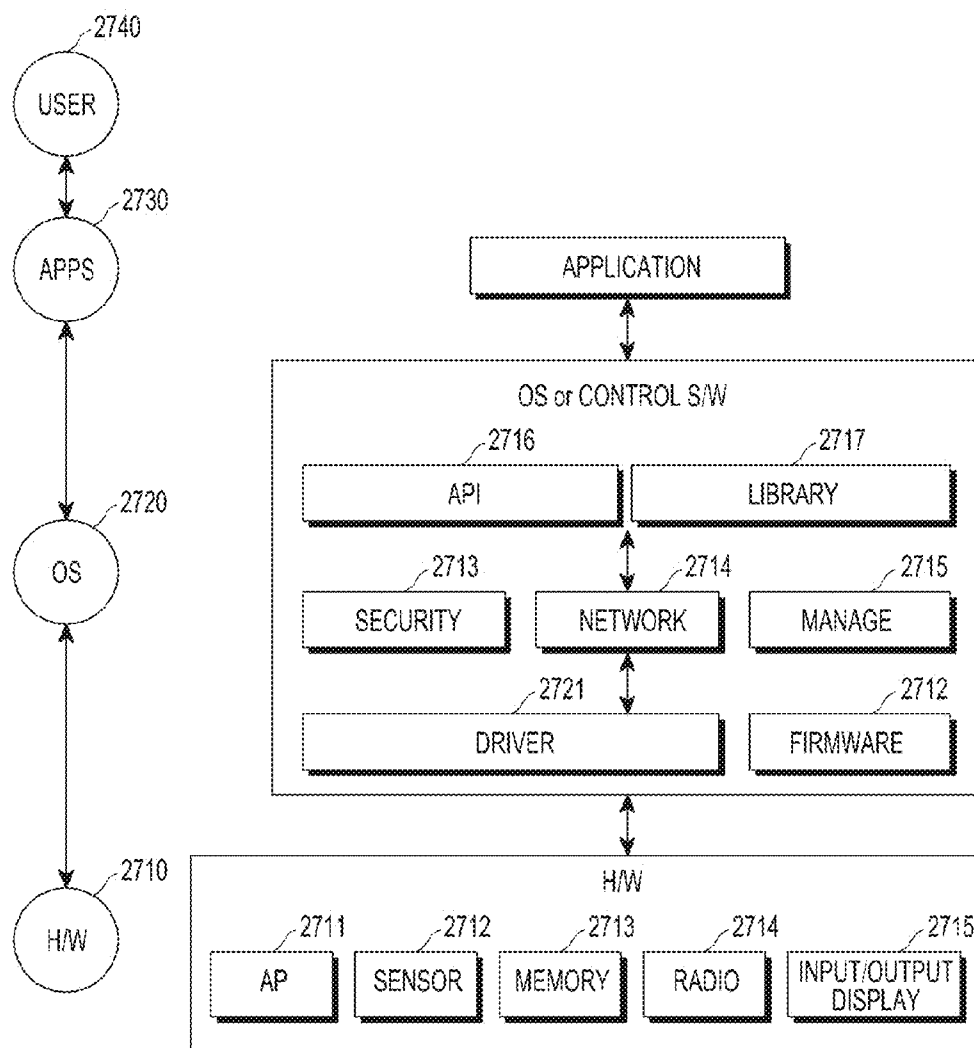 2740
USER
2730
APPS
APPLICATION
OS or CONTROL S/W
2716
2717
API
LIBRARY
2720
OS
2713
2714
2715
SECURITY
NETWORK
MANAGE
2721
2712
DRIVER
FIRMWARE
2710
H/W
H/W
2711
2712
2713
2714
2715
AP
SENSOR
MEMORY
RADIO
INPUT/OUTPUT
DISPLAY